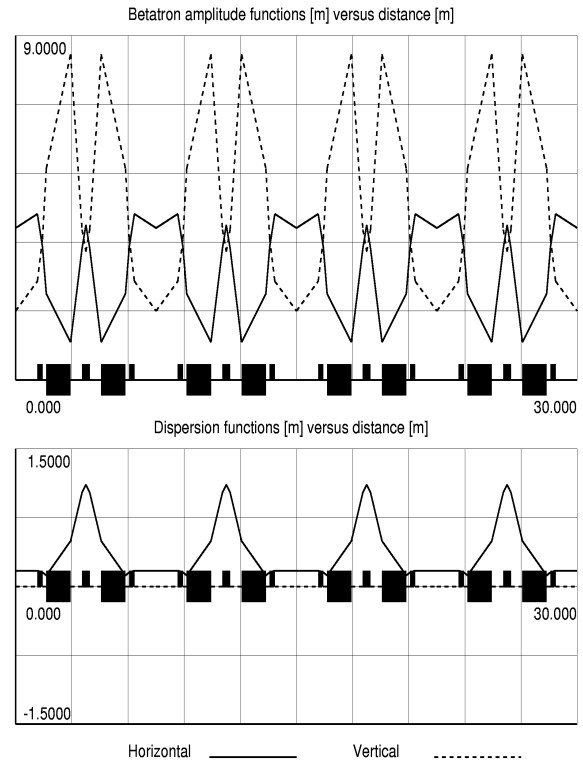 Betatron amplitude functions [m] versus distance [m]
9.0000
0.000 30.000
Dispersion functions [m] versus distance [m]
1.5000
0.000 30.000
-1.5000
Horizontal Vertical